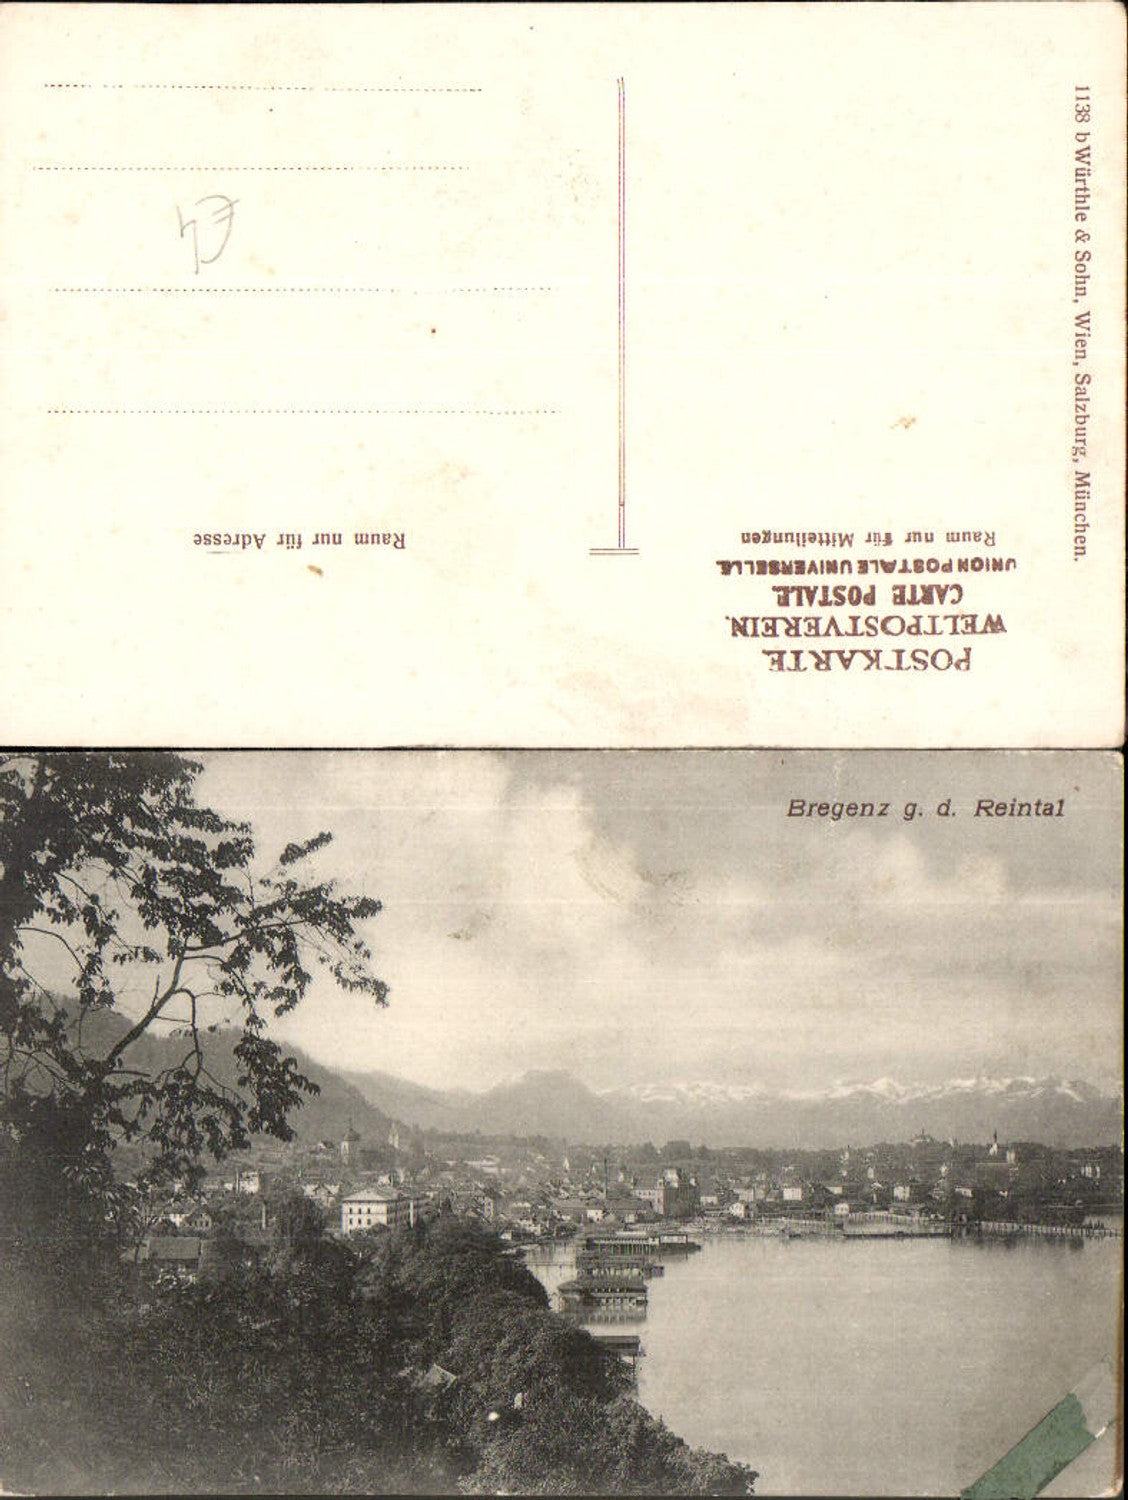 POSTKARTE.
WELTPOSTVEREIN.
CARTE POSTALE.
UNION POSTALE UNIVERSELLE.
Raum nur für Mitteilungen
Raum nur für Adresse
1138 b Würthle & Sohn, Wien, Salzburg, München.
Bregenz g. d. Reintal